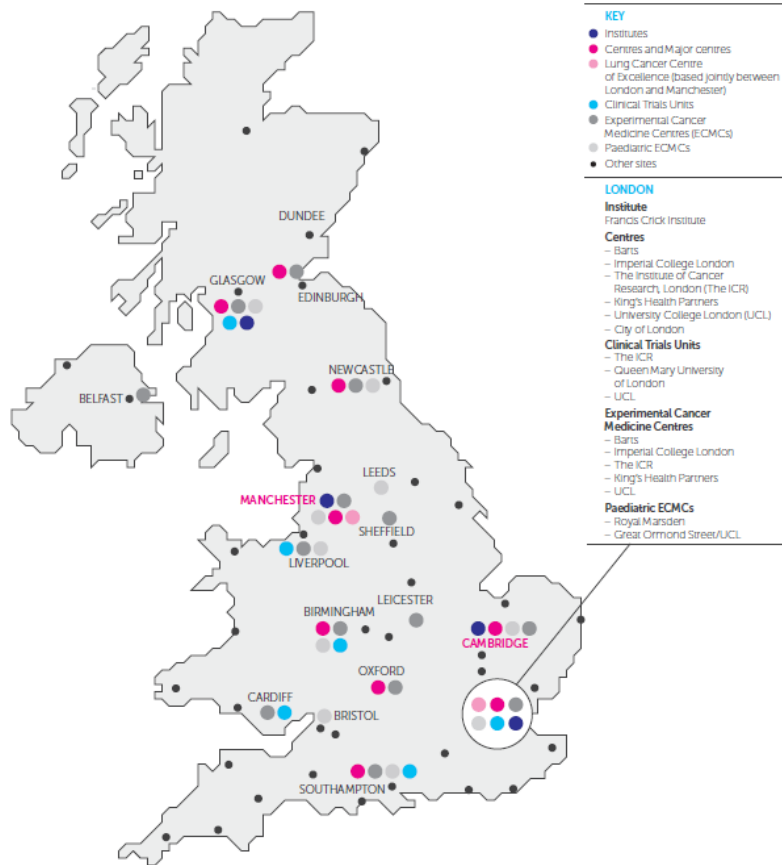 KEY
Institutes
Centres and Major centres
Lung Cancer Centre
of Excellence (based jointly between
London and Manchester)
Clinical Trials Units
Experimental Cancer
Medicine Centres (ECMCs)
Paediatric ECMCs
Other sites
LONDON
Institute
Francis Crick Institute
Centres
– Barts
– Imperial College London
– The Institute of Cancer
Research, London (The ICR)
– King's Health Partners
– University College London (UCL)
– City of London
Clinical Trials Units
– The ICR
– Queen Mary University
of London
– UCL
Experimental Cancer
Medicine Centres
– Barts
– Imperial College London
– The ICR
– King's Health Partners
– UCL
Paediatric ECMCs
– Royal Marsden
– Great Ormond Street/UCL
DUNDEE
GLASGOW
EDINBURGH
NEWCASTLE
BELFAST
LEEDS
MANCHESTER
SHEFFIELD
LIVERPOOL
LEICESTER
BIRMINGHAM
CAMBRIDGE
OXFORD
CARDIFF
BRISTOL
SOUTHAMPTON